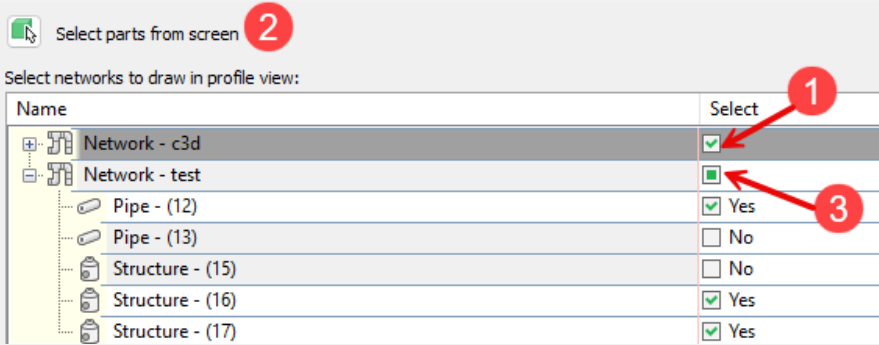 Select parts from screen 2
Select networks to draw in profile view:
Name Select
1
Network - c3d
Network - test
3
Pipe - (12) Yes
Pipe - (13) No
Structure - (15) No
Structure - (16) Yes
Structure - (17) Yes